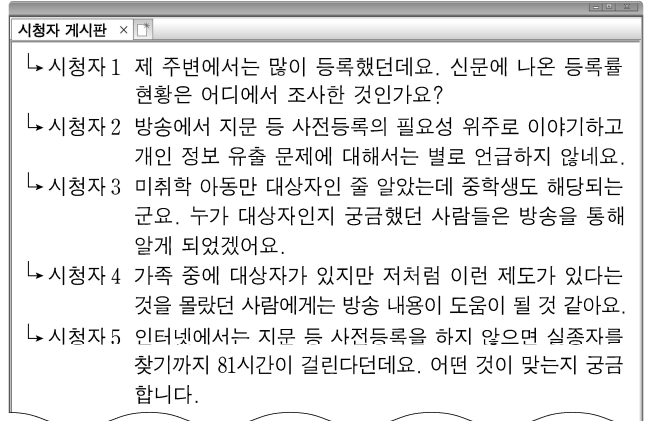 시청자 게시판 ×
시청자 1 제 주변에서는 많이 등록했던데요. 신문에 나온 등록률
현황은 어디에서 조사한 것인가요?
시청자 2 방송에서 지문 등 사전등록의 필요성 위주로 이야기하고
개인 정보 유출 문제에 대해서는 별로 언급하지 않네요.
시청자 3 미취학 아동만 대상자인 줄 알았는데 중학생도 해당되는
군요. 누가 대상자인지 궁금했던 사람들은 방송을 통해
알게 되었겠어요.
시청자 4 가족 중에 대상자가 있지만 저처럼 이런 제도가 있다는
것을 몰랐던 사람에게는 방송 내용이 도움이 될 것 같아요.
시청자 5 인터넷에서는 지문 등 사전등록을 하지 않으면 실종자를
찾기까지 81시간이 걸린다던데요. 어떤 것이 맞는지 궁금
합니다.